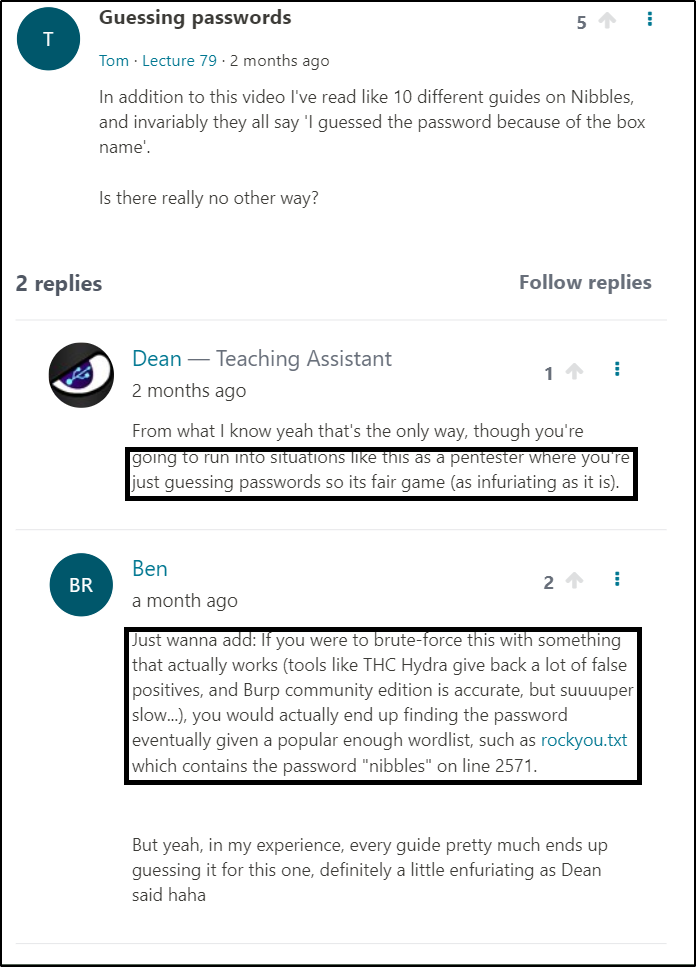 T
Guessing passwords
5
Tom · Lecture 79 · 2 months ago
In addition to this video I've read like 10 different guides on Nibbles,
and invariably they all say 'I guessed the password because of the box
name'.
Is there really no other way?
2 replies
Follow replies
Dean — Teaching Assistant
1
2 months ago
From what I know yeah that's the only way, though you're
going to run into situations like this as a pentester where you're
just guessing passwords so its fair game (as infuriating as it is).
BR
Ben
2
a month ago
Just wanna add: If you were to brute-force this with something
that actually works (tools like THC Hydra give back a lot of false
positives, and Burp community edition is accurate, but suuuuper
slow...), you would actually end up finding the password
eventually given a popular enough wordlist, such as rockyou.txt
which contains the password "nibbles" on line 2571.
But yeah, in my experience, every guide pretty much ends up
guessing it for this one, definitely a little enfuriating as Dean
said haha